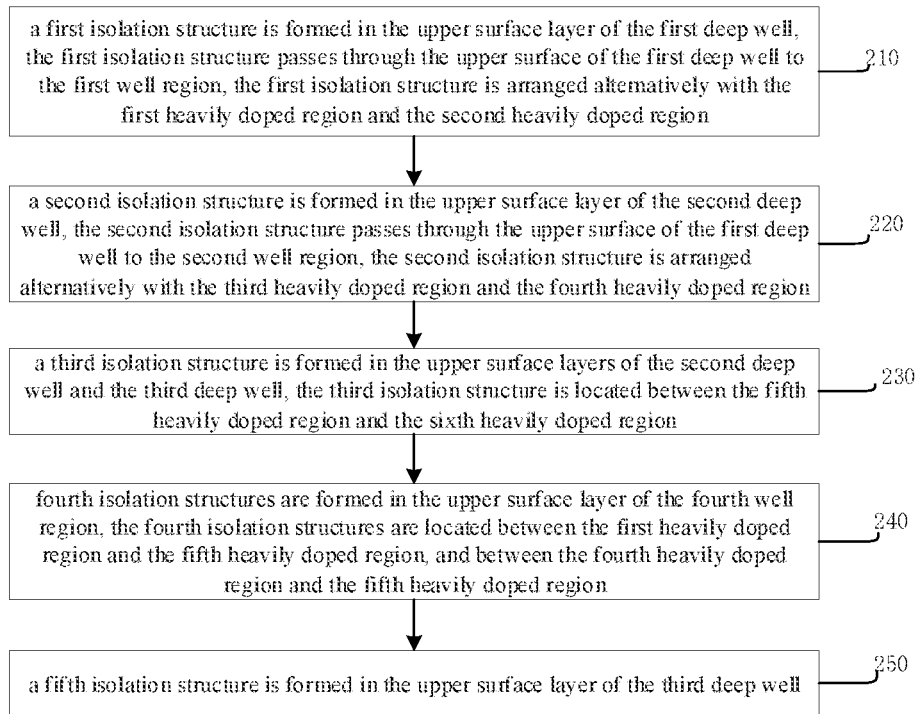 a first isolation structure is formed in the upper surface layer of the first deep well,
the first isolation structure passes through the upper surface of the first deep well to
the first well region, the first isolation structure is arranged alternatively with the
first heavily doped region and the second heavily doped region
210
a second isolation structure is formed in the upper surface layer of the second deep
well, the second isolation structure passes through the upper surface of the first deep
well to the second well region, the second isolation structure is arranged
alternatively with the third heavily doped region and the fourth heavily doped region
220
a third isolation structure is formed in the upper surface layers of the second deep
well and the third deep well, the third isolation structure is located between the fifth
heavily doped region and the sixth heavily doped region
230
fourth isolation structures are formed in the upper surface layer of the fourth well
region, the fourth isolation structures are located between the first heavily doped
region and the fifth heavily doped region, and between the fourth heavily doped
region and the fifth heavily doped region
240
a fifth isolation structure is formed in the upper surface layer of the third deep well
250